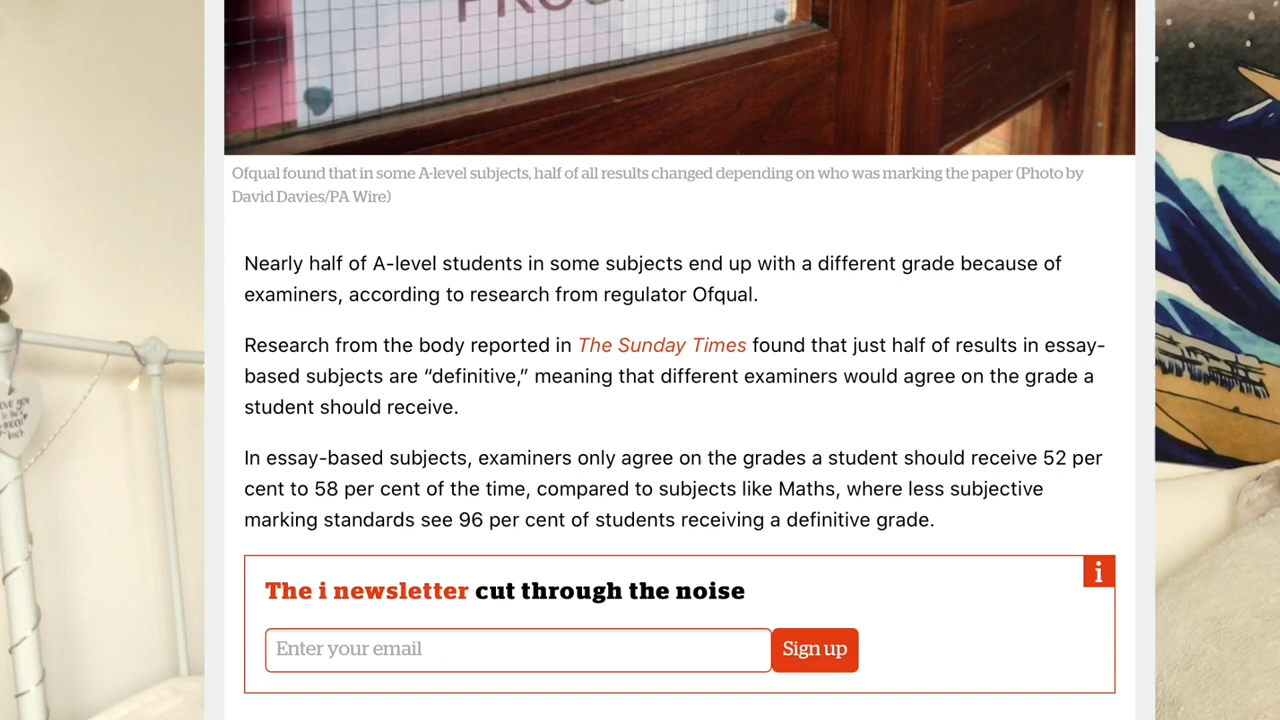 Ofqual found that in some A-level subjects, half of all results changed depending on who was marking the paper (Photo by
David Davies/PA Wire)
Nearly half of A-level students in some subjects end up with a different grade because of
examiners, according to research from regulator Ofqual.
Research from the body reported in The Sunday Times found that just half of results in essay-
based subjects are “definitive,” meaning that different examiners would agree on the grade a
student should receive.
In essay-based subjects, examiners only agree on the grades a student should receive 52 per
cent to 58 per cent of the time, compared to subjects like Maths, where less subjective
marking standards see 96 per cent of students receiving a definitive grade.
i
The i newsletter cut through the noise
Enter your email
Sign up
you
to the
moon
back